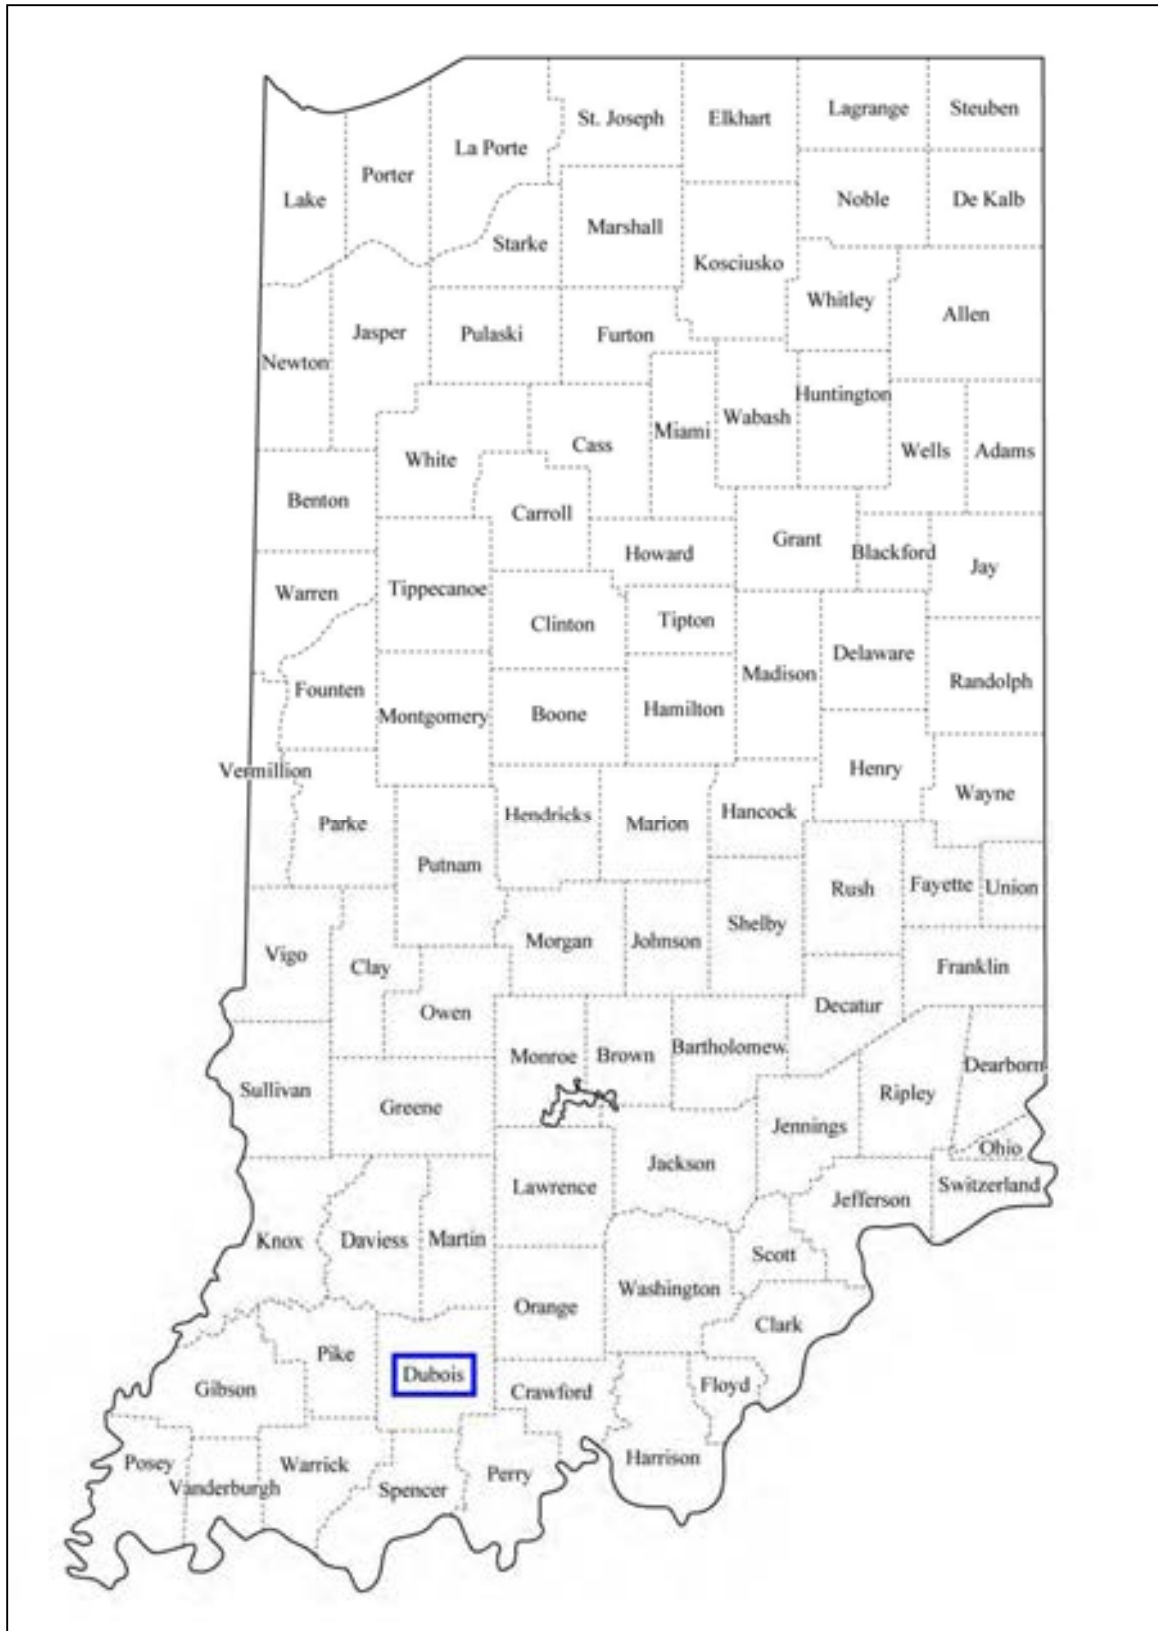 Lagrange
Steuben
St. Joseph
Elkhart
La Porte
Porter
Lake
Noble
De Kalb
Marshall
Starke
Kosciusko
Whitley
Allen
Jasper
Pulaski
Furton
Newton
Huntington
Miami
Wabash
Cass
White
Wells
Adams
Benton
Carroll
Grant
Howard
Blackford
Jay
Warren
Tippecanoe
Clinton
Tipton
Delaware
Madison
Randolph
Founten
Montgomery
Boone
Hamilton
Vermillion
Henry
Wayne
Parke
Hendricks
Marion
Hancock
Putnam
Rush
Fayette
Union
Shelby
Vigo
Clay
Morgan
Johnson
Franklin
Owen
Decatur
Monroe
Brown
Bartholomew
Dearborn
Sullivan
Greene
Ripley
Jennings
Ohio
Jackson
Lawrence
Switzerland
Jefferson
Knox
Daviess
Martin
Scott
Washington
Orange
Clark
Pike
Dubois
Gibson
Crawford
Floyd
Posey
Warrick
Harrison
Vanderburgh
Spencer
Perry